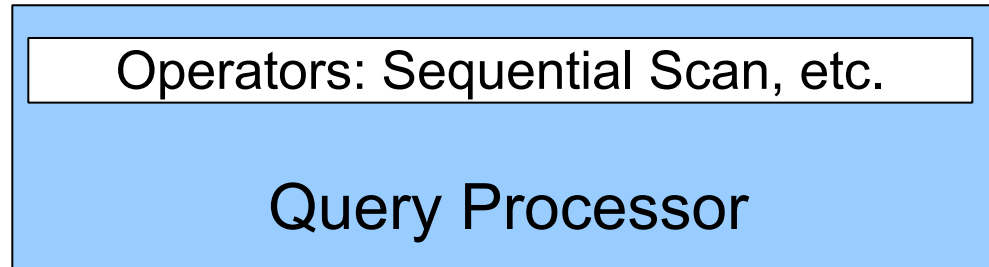 Operators: Sequential Scan, etc.
Query Processor